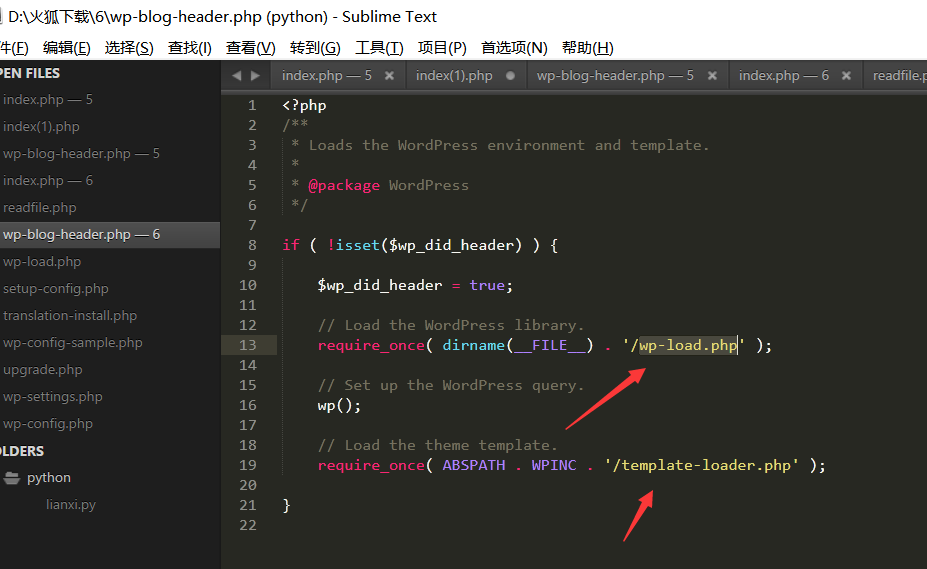 D:\火狐下载\6\wp-blog-header.php (python) - Sublime Text
件(F) 编辑(E) 选择(S) 查找(I) 查看(V) 转到(G) 工具(T) 项目(P) 首选项(N) 帮助(H)
PEN FILES
index.php — 5
index(1).php
wp-blog-header.php — 5
index.php — 6
readfile.php
wp-blog-header.php — 6
wp-load.php
setup-config.php
translation-install.php
wp-config-sample.php
upgrade.php
wp-settings.php
wp-config.php
OLDERS
python
lianxi.py
index.php — 5 index(1).php wp-blog-header.php — 5 index.php — 6 readfile.p
1 <?php
2 /**
3  * Loads the WordPress environment and template.
4  *
5  * @package WordPress
6  */
7
8 if ( !isset($wp_did_header) ) {
9
10     $wp_did_header = true;
11
12     // Load the WordPress library.
13     require_once( dirname(__FILE__) . '/wp-load.php' );
14
15     // Set up the WordPress query.
16     wp();
17
18     // Load the theme template.
19     require_once( ABSPATH . WPINC . '/template-loader.php' );
20
21 }
22